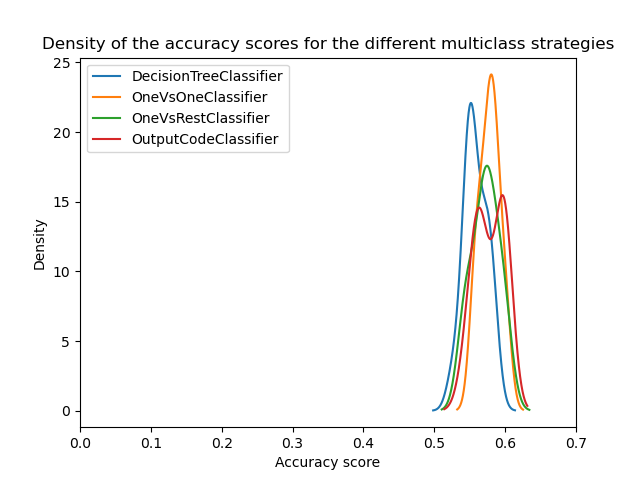 Density of the accuracy scores for the different multiclass strategies
25
20
15
10
5
0
Density
DecisionTreeClassifier
OneVsOneClassifier
OneVsRestClassifier
OutputCodeClassifier
0.0 0.1 0.2 0.3 0.4 0.5 0.6 0.7
Accuracy score